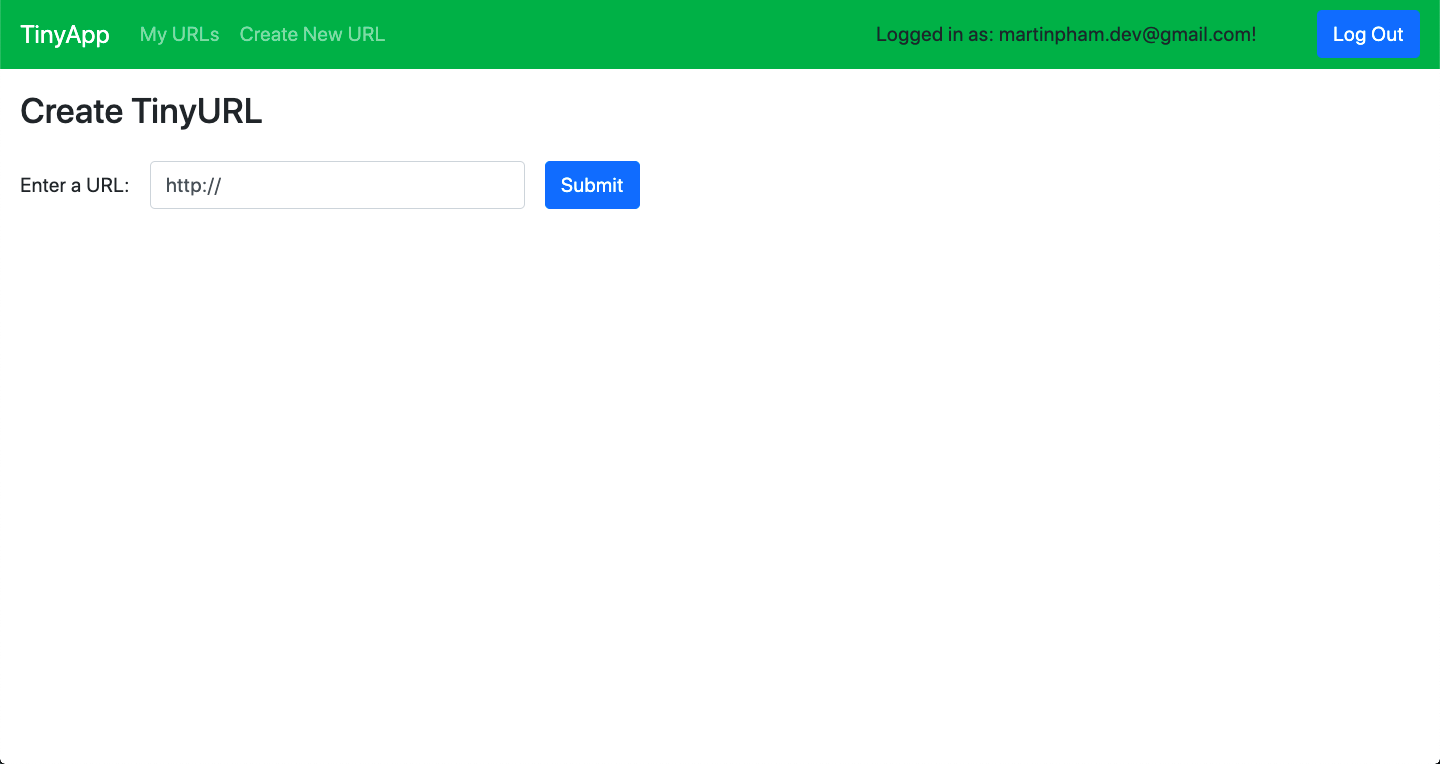 TinyApp My URLs Create New URL Logged in as: martinpham.dev@gmail.com! Log Out
Create TinyURL
Enter a URL: http:// Submit